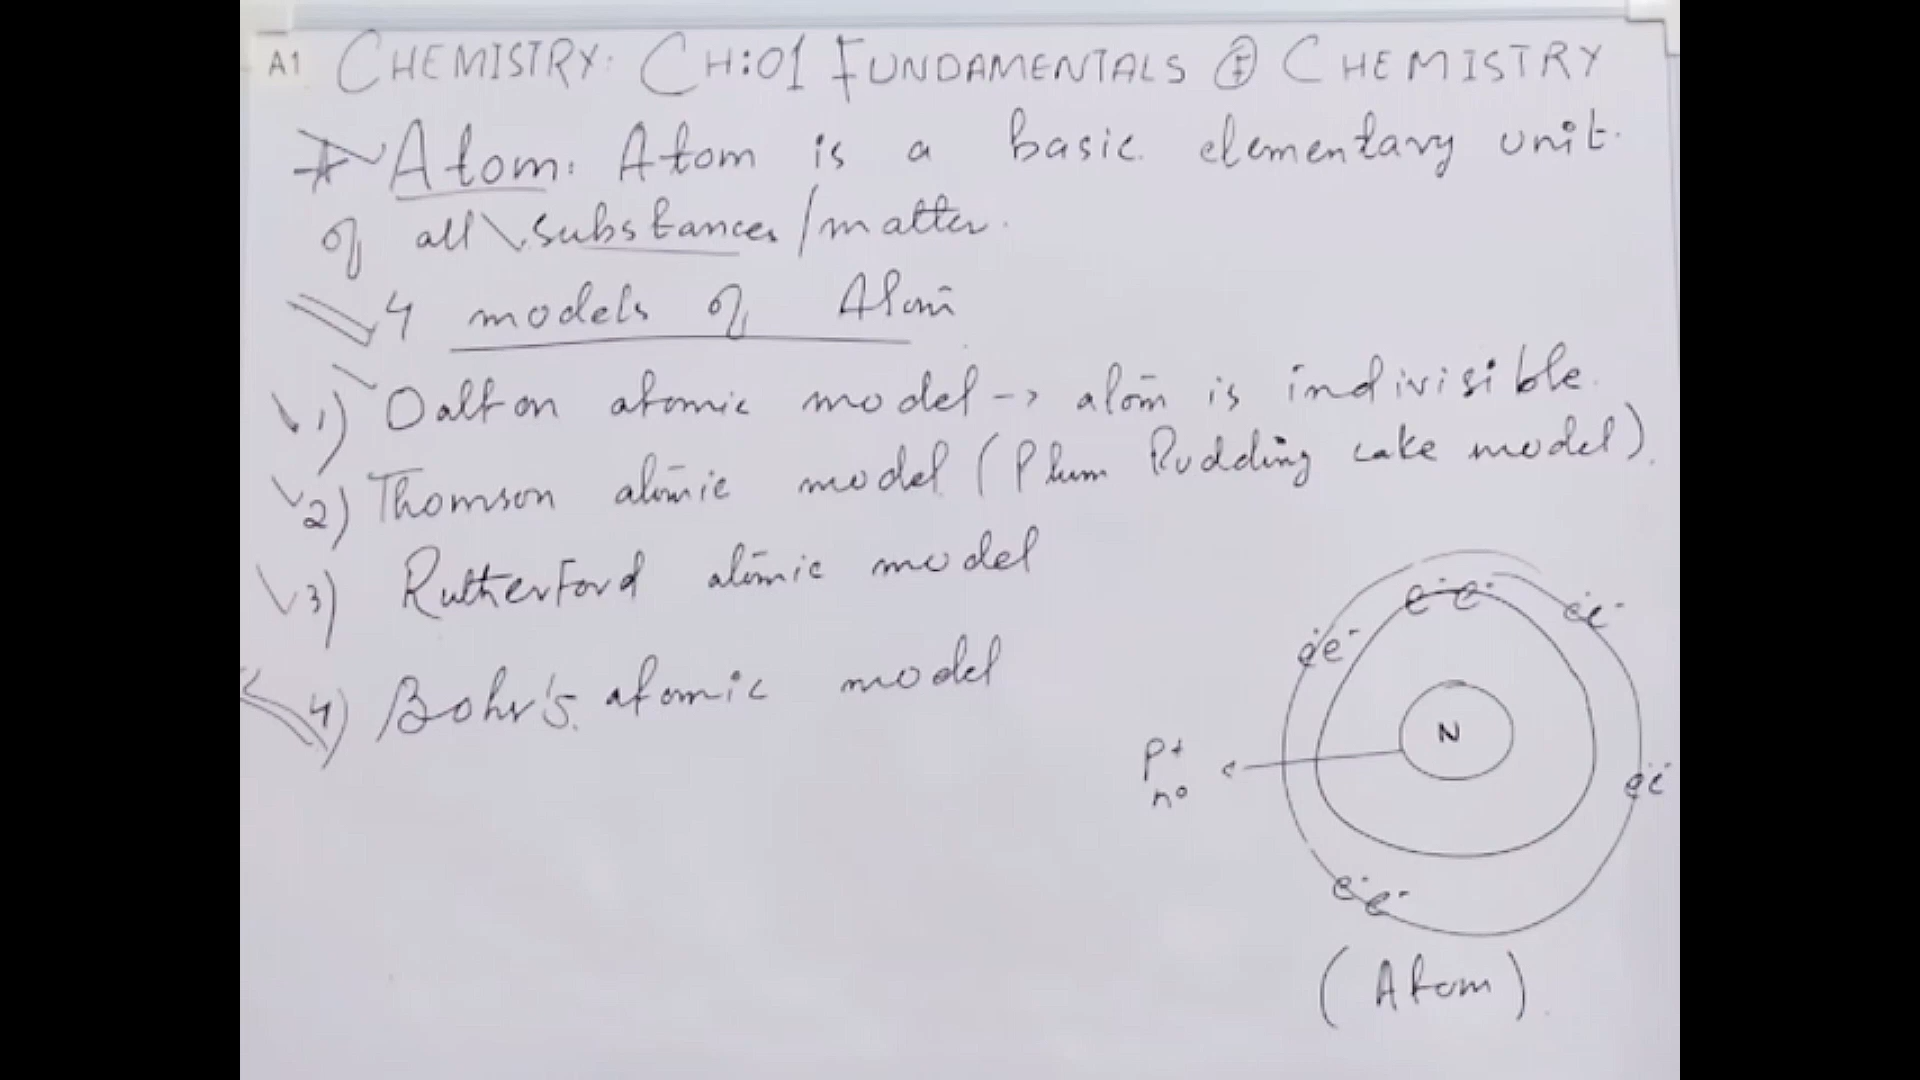 A1 CHEMISTRY: CH:01 FUNDAMENTALS OF CHEMISTRY
* Atom: Atom is a basic elementary unit.
of all substances/matter.
4 models of Atom
1) Dalton atomic model -> atom is indivisible.
2) Thomson atomic model (Plum Pudding cake model).
3) Rutherford atomic model
4) Bohr's atomic model
e- e-
e- e-
e- e-
N
p+
n°
e- e-
e- e-
(Atom).